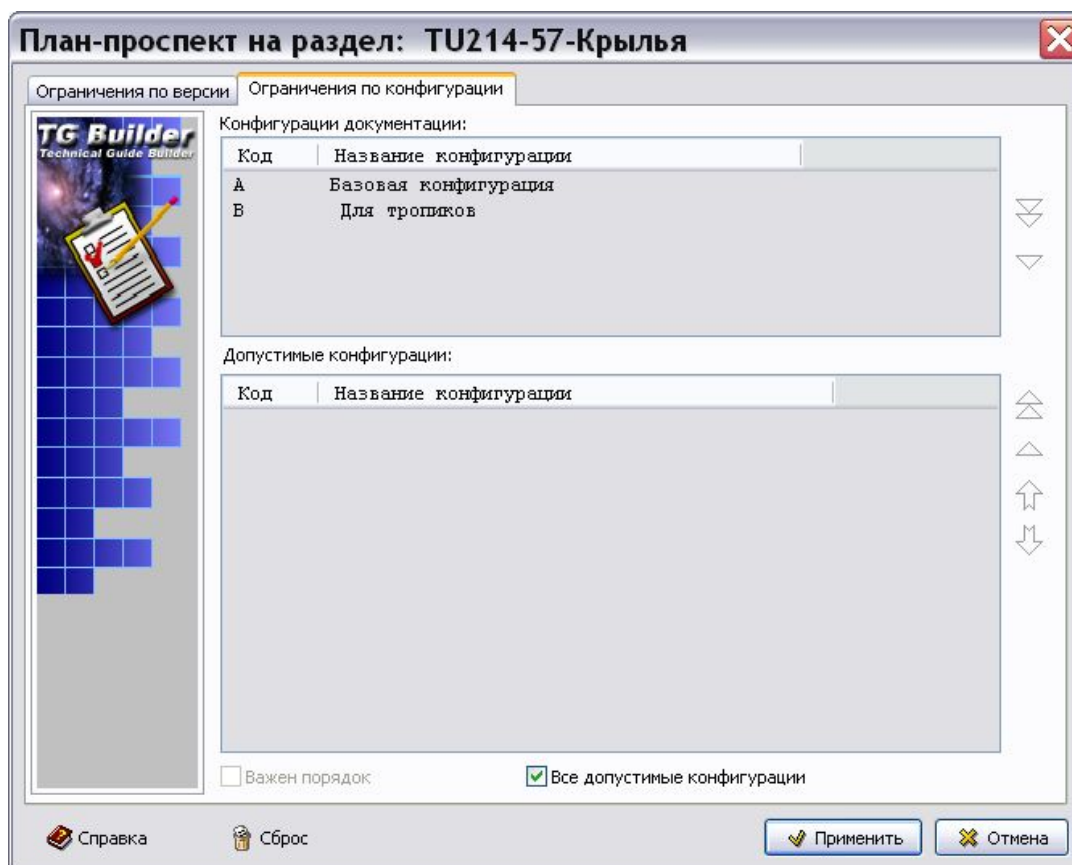 План-проспект на раздел: TU214-57-Крылья
Ограничения по версии
Ограничения по конфигурации
TG Builder
Technical Guide Builder
Конфигурации документации:
Код Название конфигурации
A Базовая конфигурация
B Для тропиков
Допустимые конфигурации:
Код Название конфигурации
Важен порядок
Все допустимые конфигурации
Справка
Сброс
Применить
Отмена